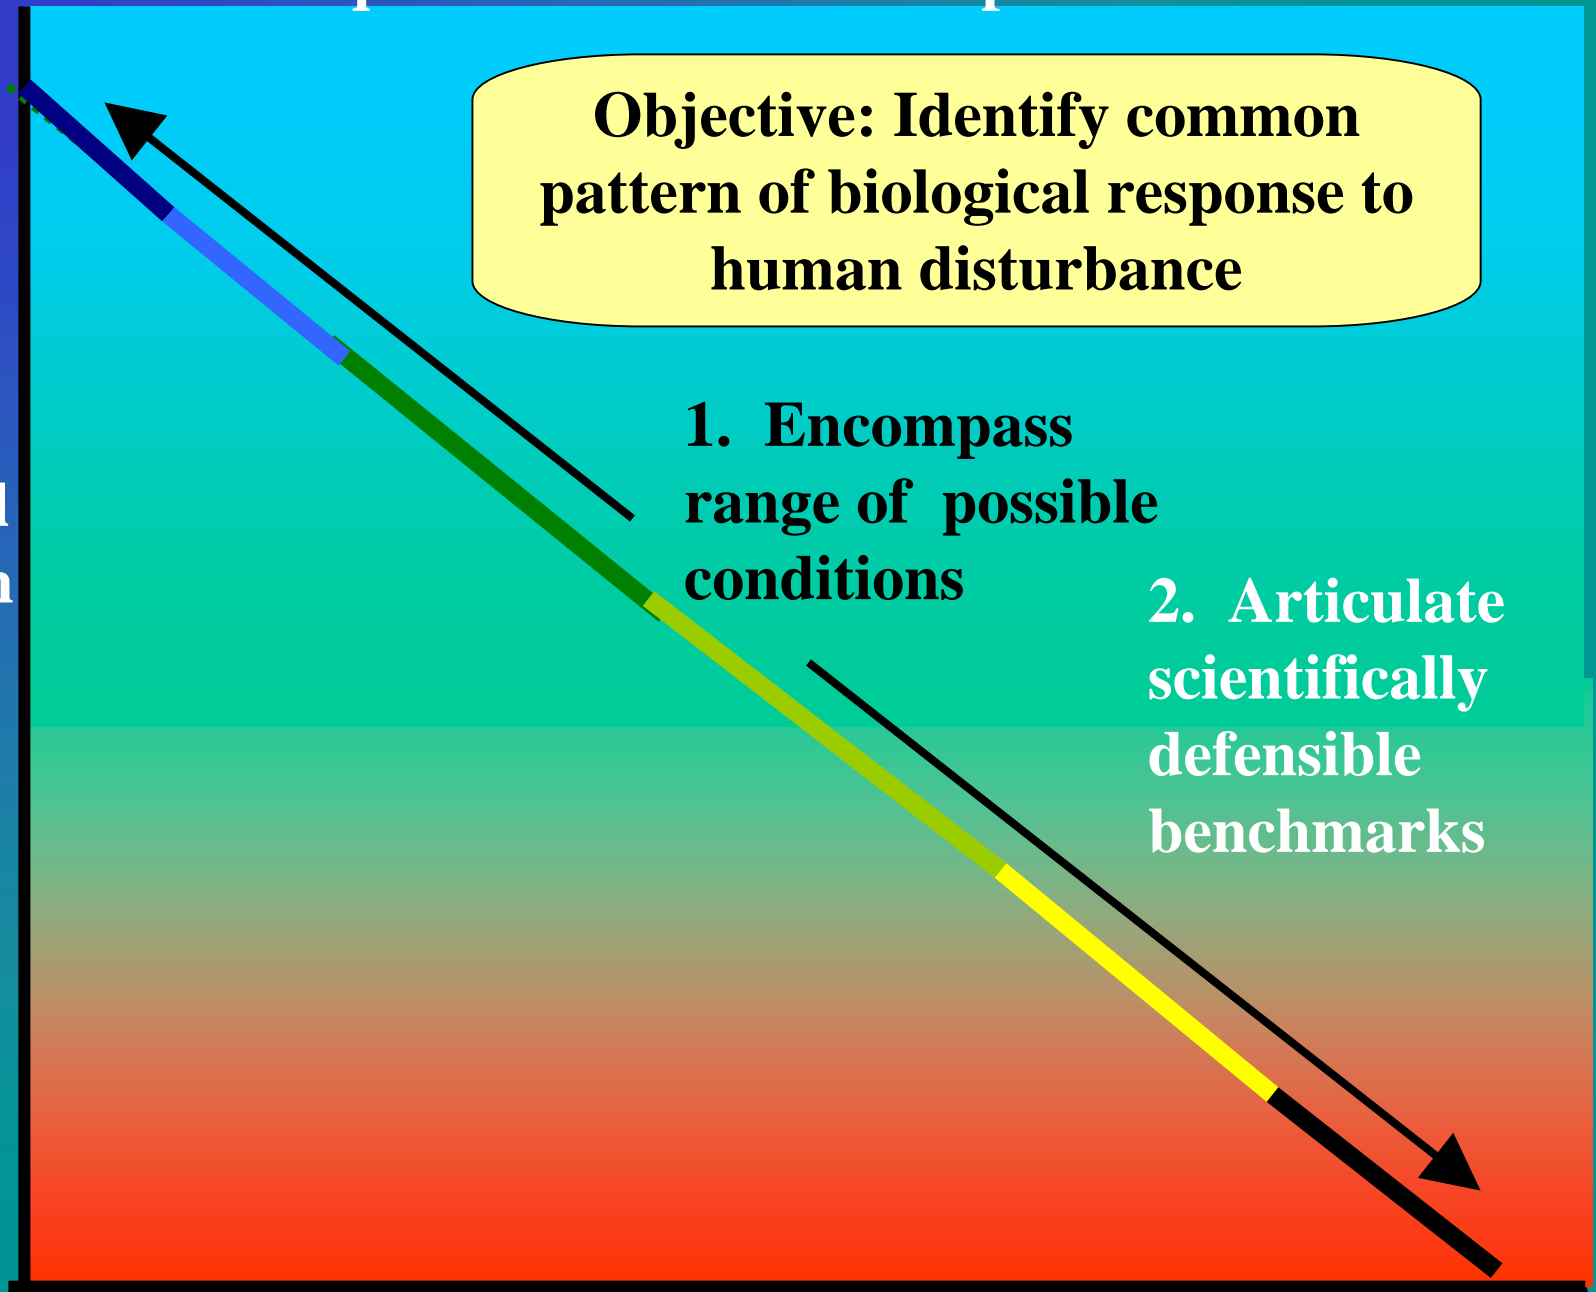 Objective: Identify common
pattern of biological response to
human disturbance
1. Encompass
range of possible
conditions
2. Articulate
scientifically
defensible
benchmarks